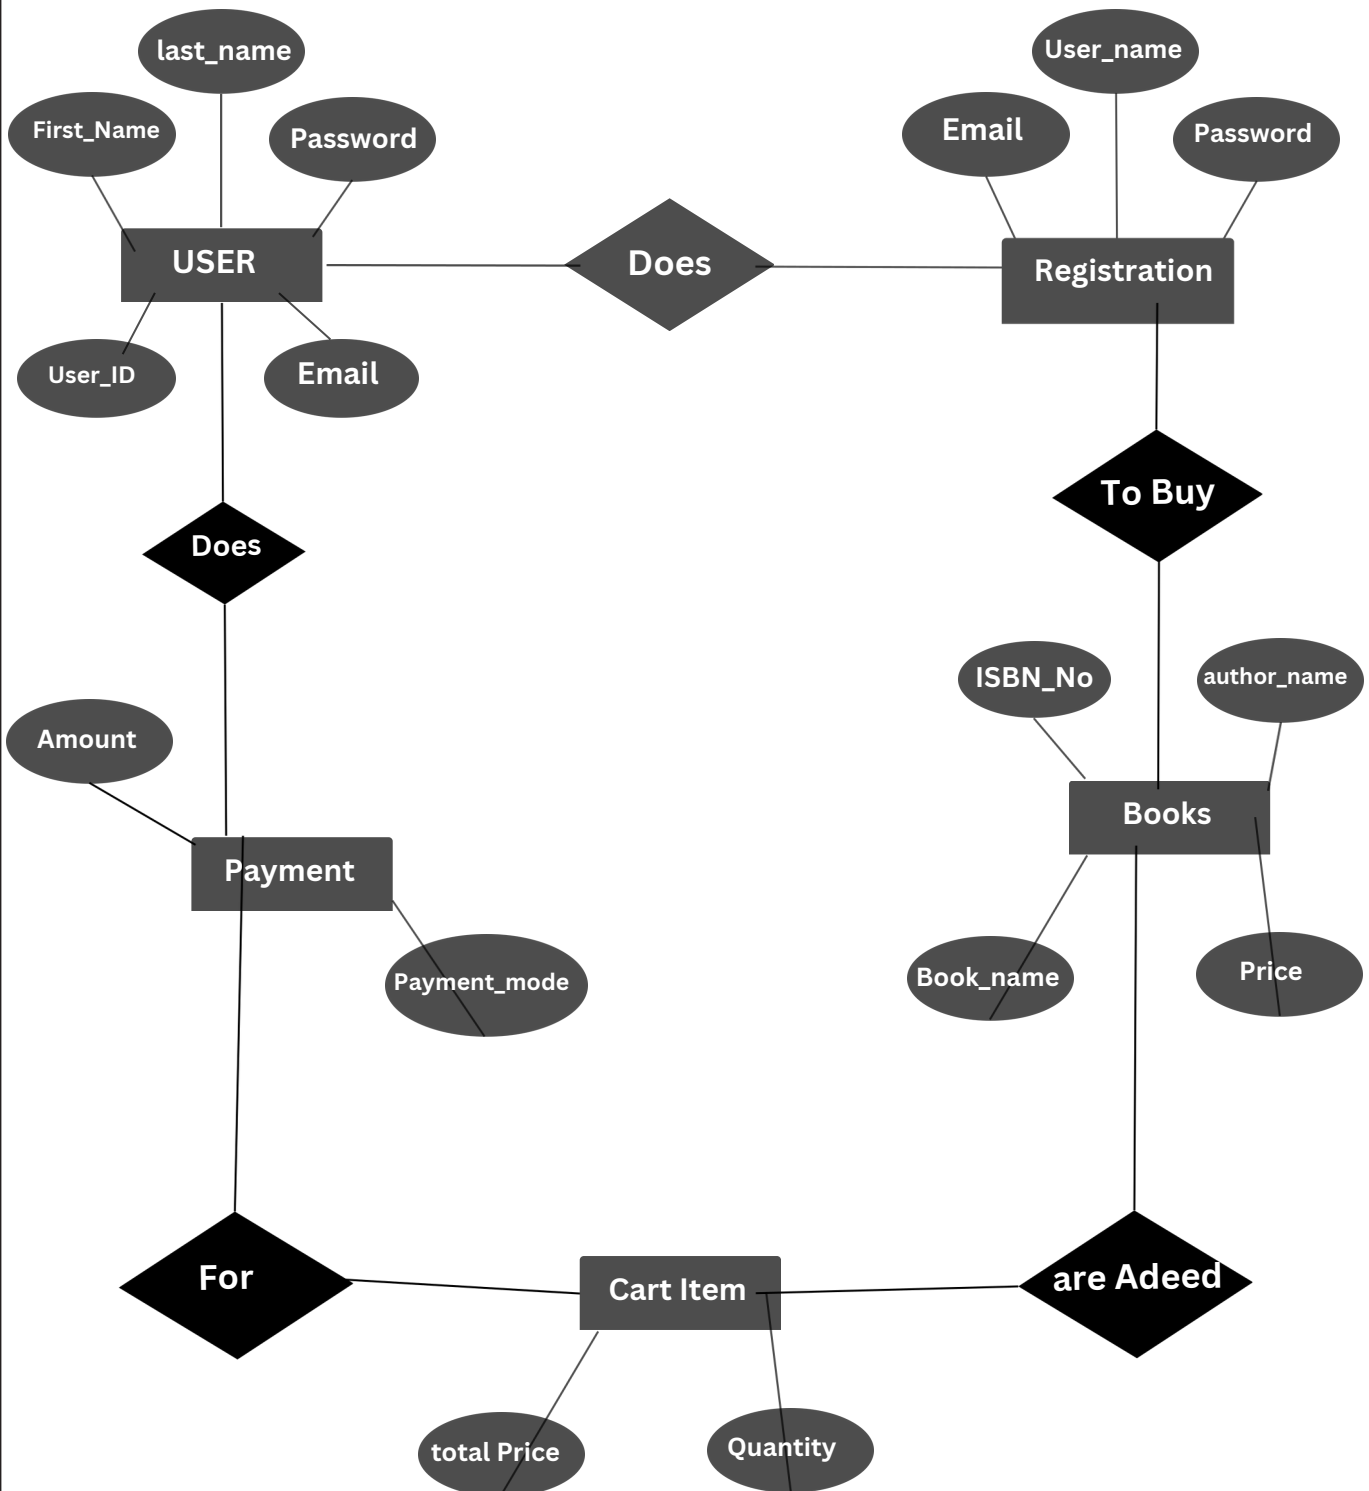 last_name
User_name
First_Name
Password
Email
Password
USER
Does
Registration
User_ID
Email
To Buy
Does
ISBN_No
author_name
Amount
Books
Payment
Payment_mode
Book_name
Price
For
Cart Item
are Adeed
total Price
Quantity